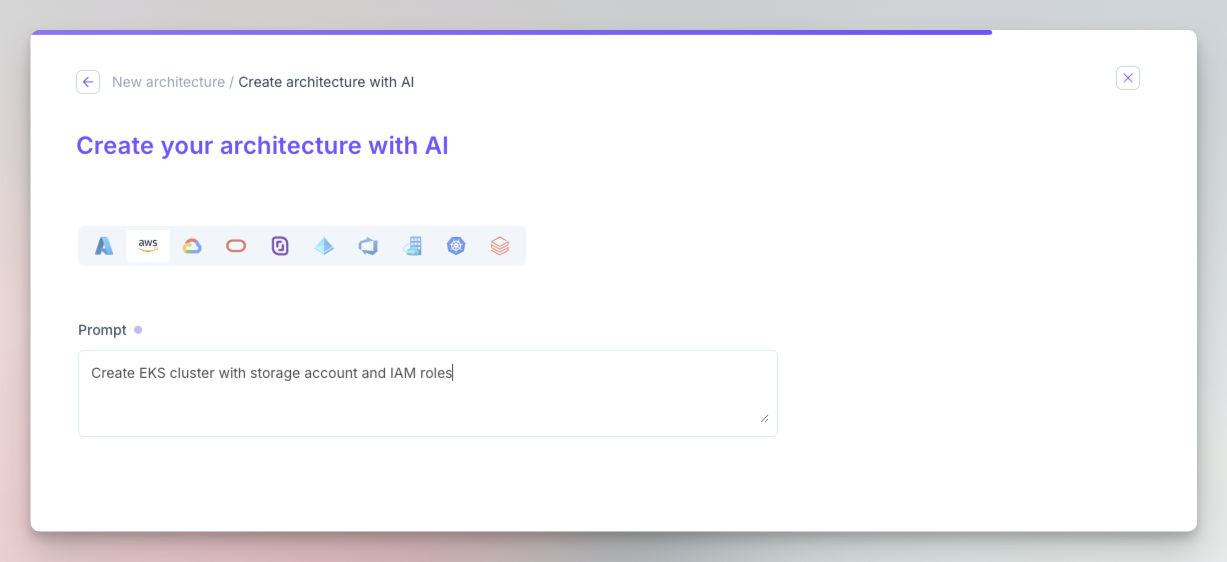 New architecture / Create architecture with AI
Create your architecture with AI
aws
Prompt
Create EKS cluster with storage account and IAM roles